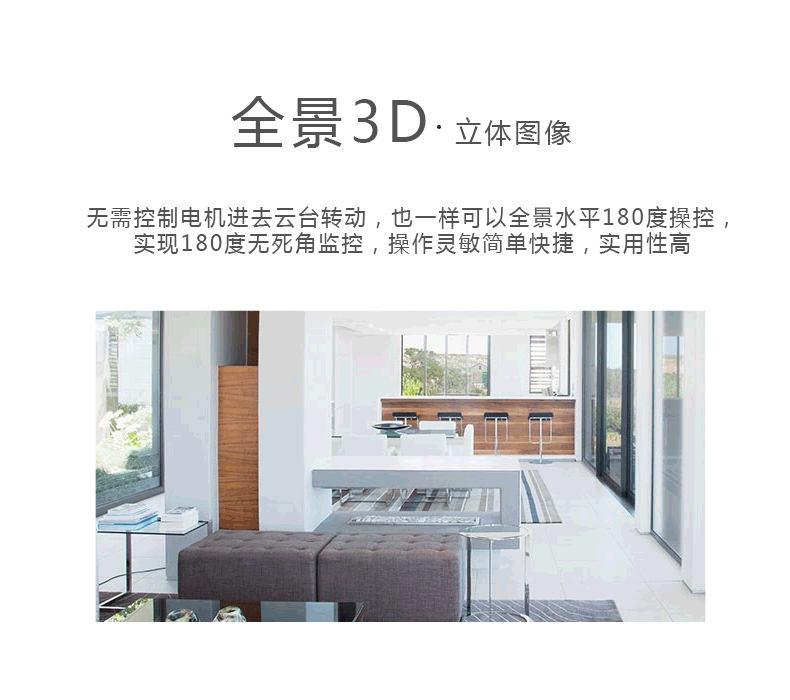 全景3D·立体图像
无需控制电机进去云台转动，也一样可以全景水平180度操控，
实现180度无死角监控，操作灵敏简单快捷，实用性高